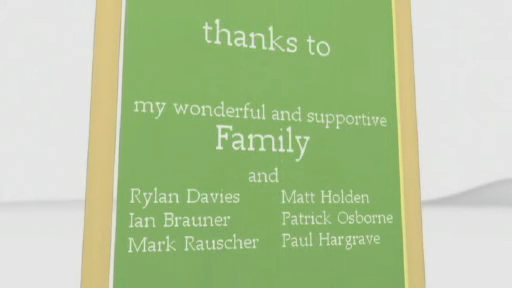 thanks to
my wonderful and supportive
Family
and
Rylan Davies Matt Holden
Ian Brauner Patrick Osborne
Mark Rauscher Paul Hargrave